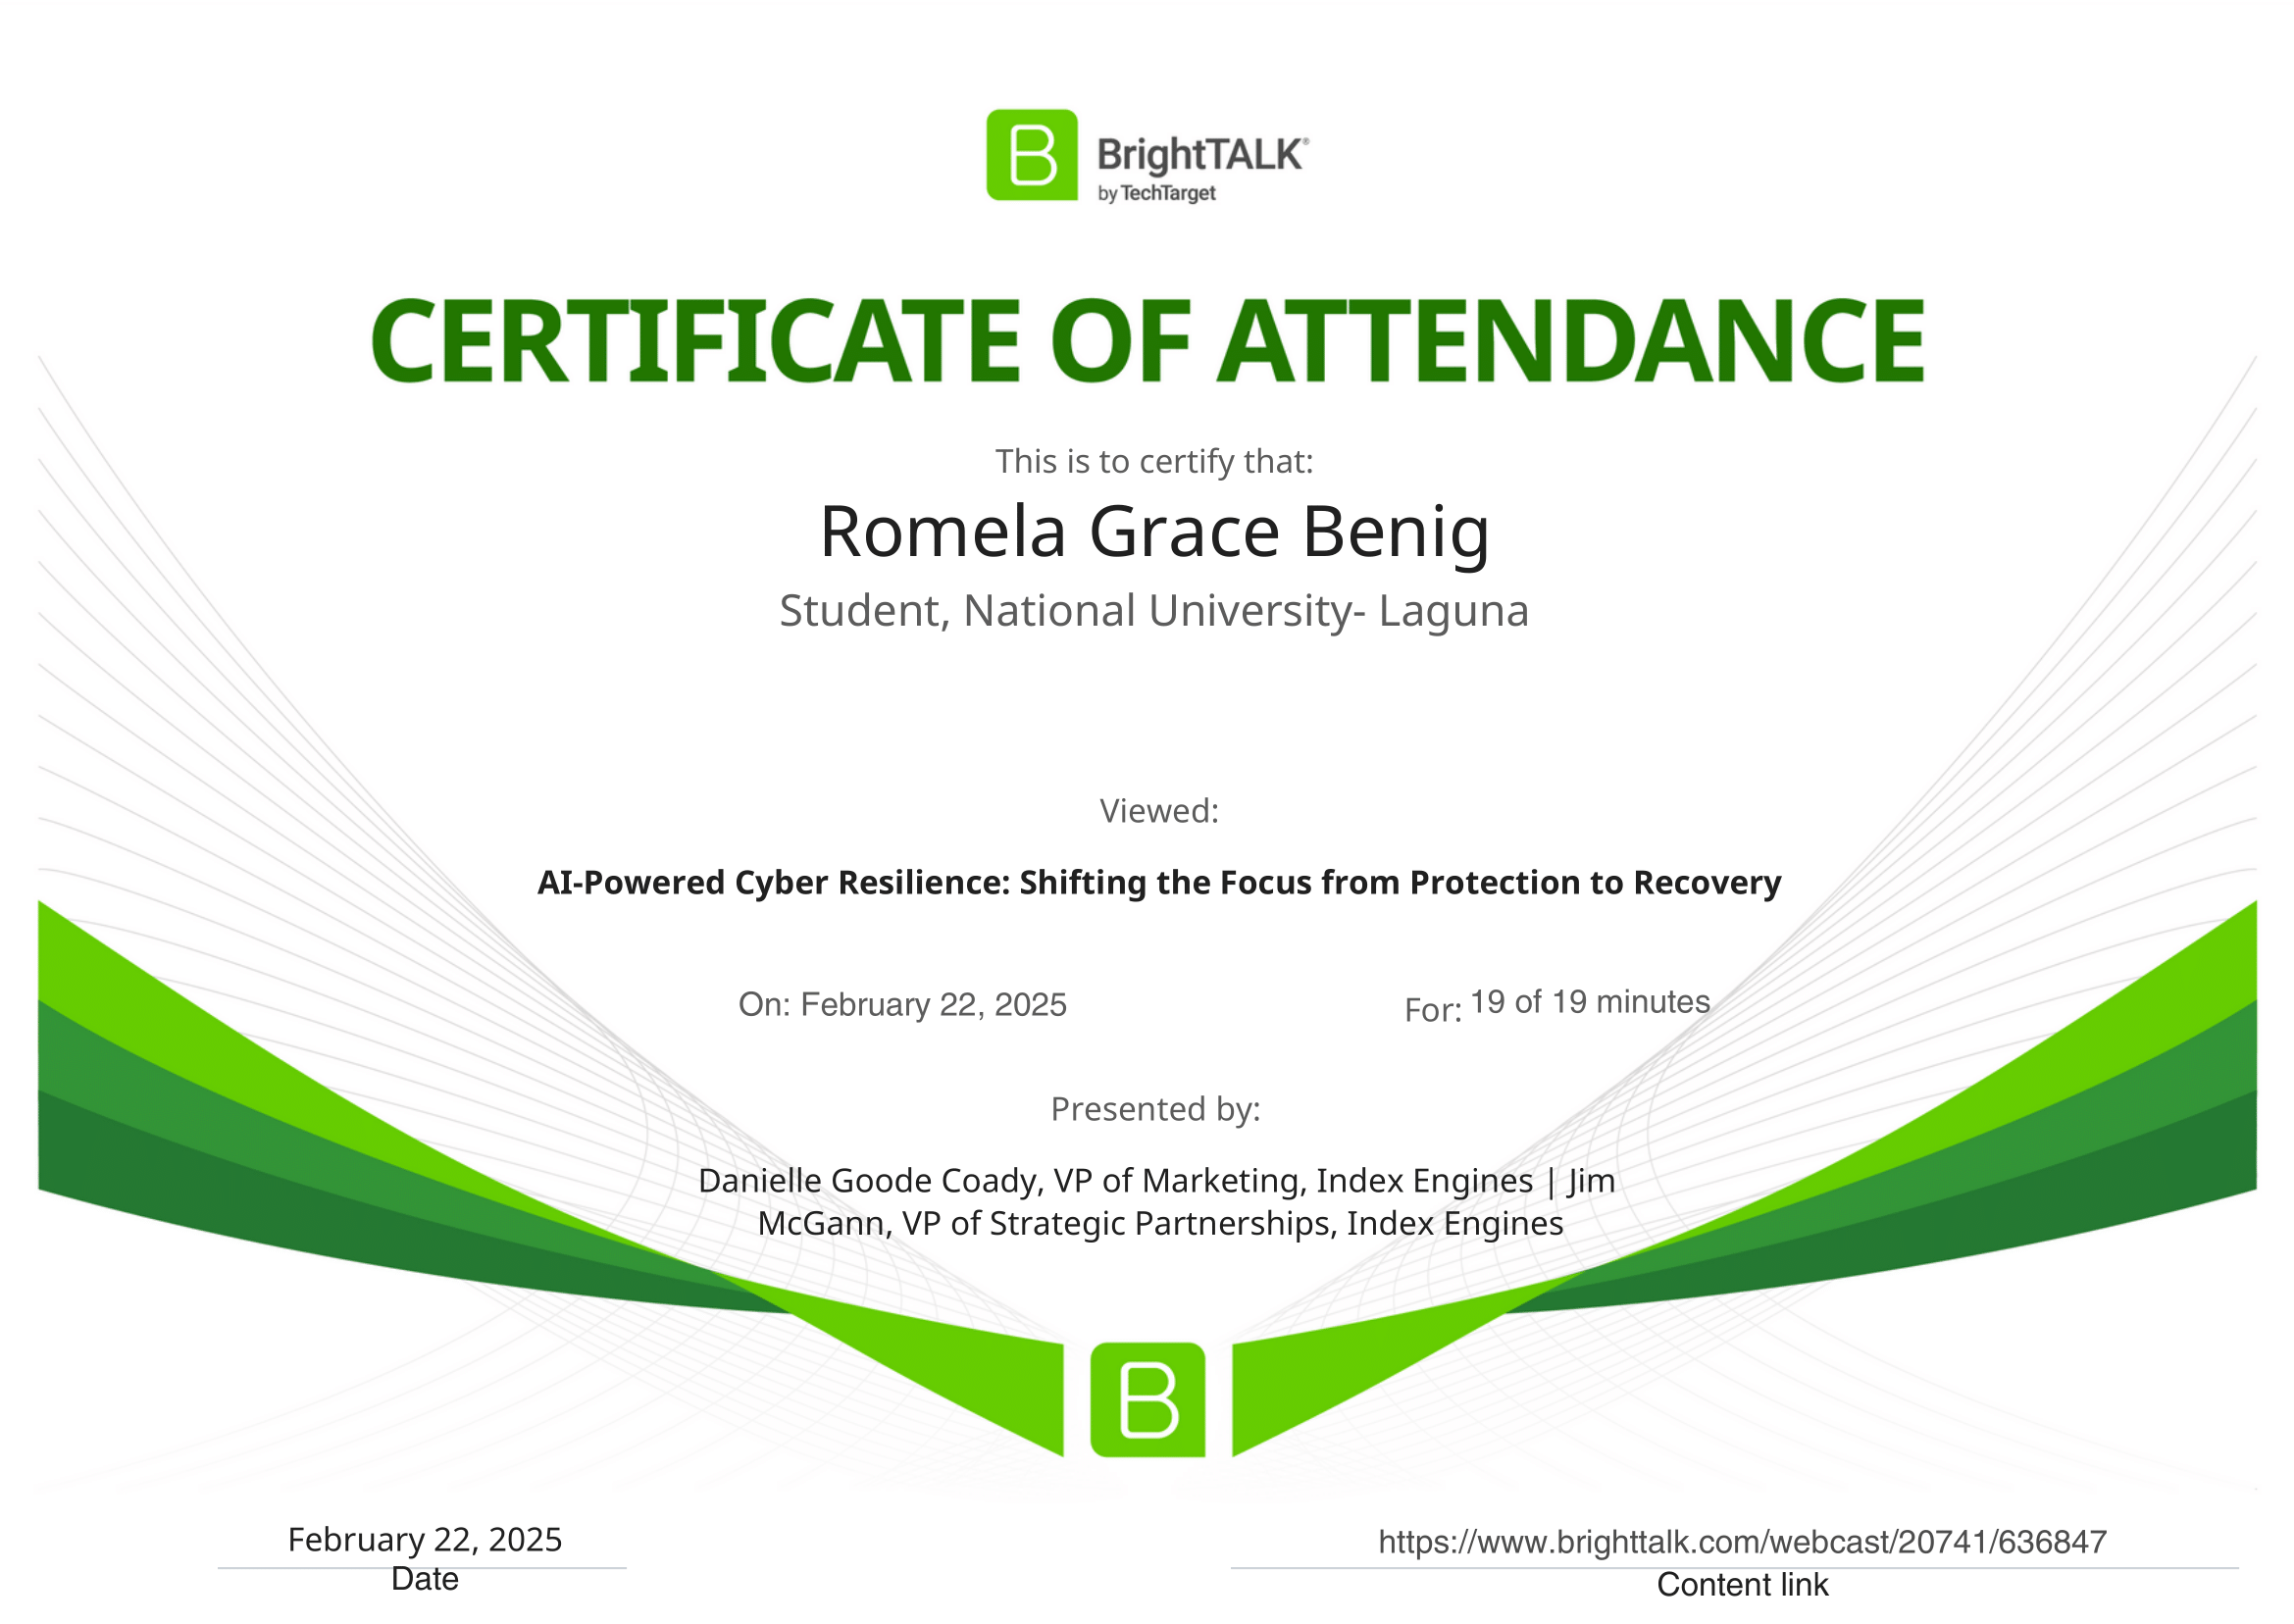 B BrightTALK®
by TechTarget
CERTIFICATE OF ATTENDANCE
This is to certify that:
Romela Grace Benig
Student, National University- Laguna
Viewed:
AI-Powered Cyber Resilience: Shifting the Focus from Protection to Recovery
On: February 22, 2025 For: 19 of 19 minutes
Presented by:
Danielle Goode Coady, VP of Marketing, Index Engines | Jim
McGann, VP of Strategic Partnerships, Index Engines
B
February 22, 2025
Date
https://www.brighttalk.com/webcast/20741/636847
Content link